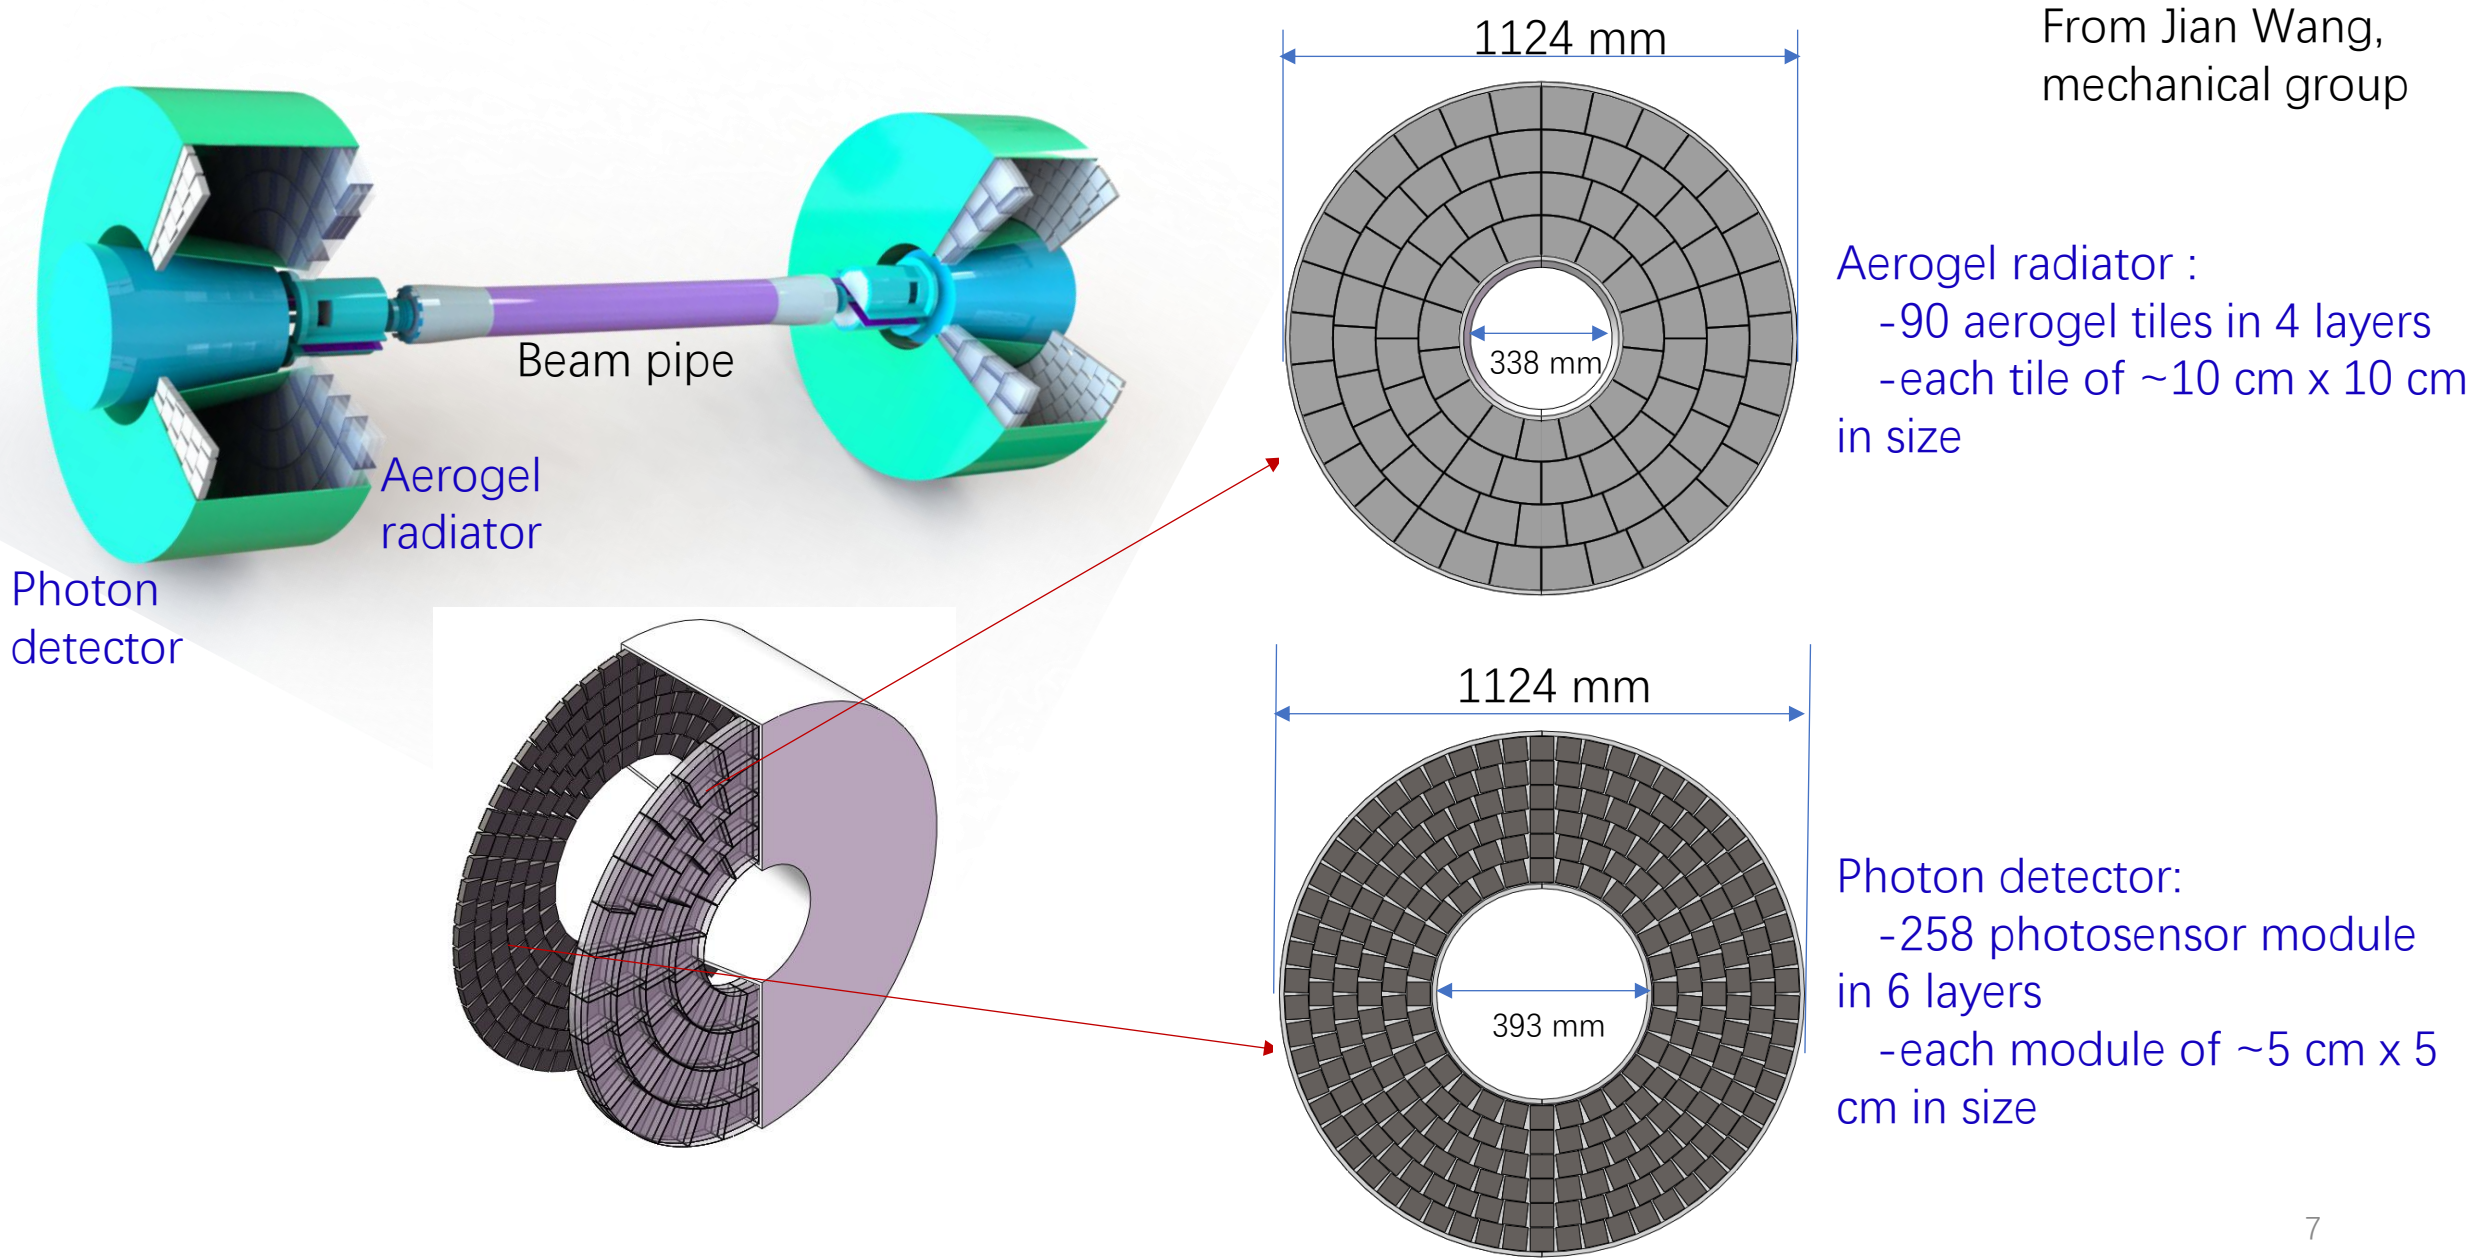 1124 mm
From Jian Wang,
mechanical group
338 mm
Aerogel radiator :
-90 aerogel tiles in 4 layers
-each tile of ~10 cm x 10 cm
in size
Beam pipe
Aerogel
radiator
Photon
detector
1124 mm
393 mm
Photon detector:
-258 photosensor module
in 6 layers
-each module of ~5 cm x 5
cm in size
7